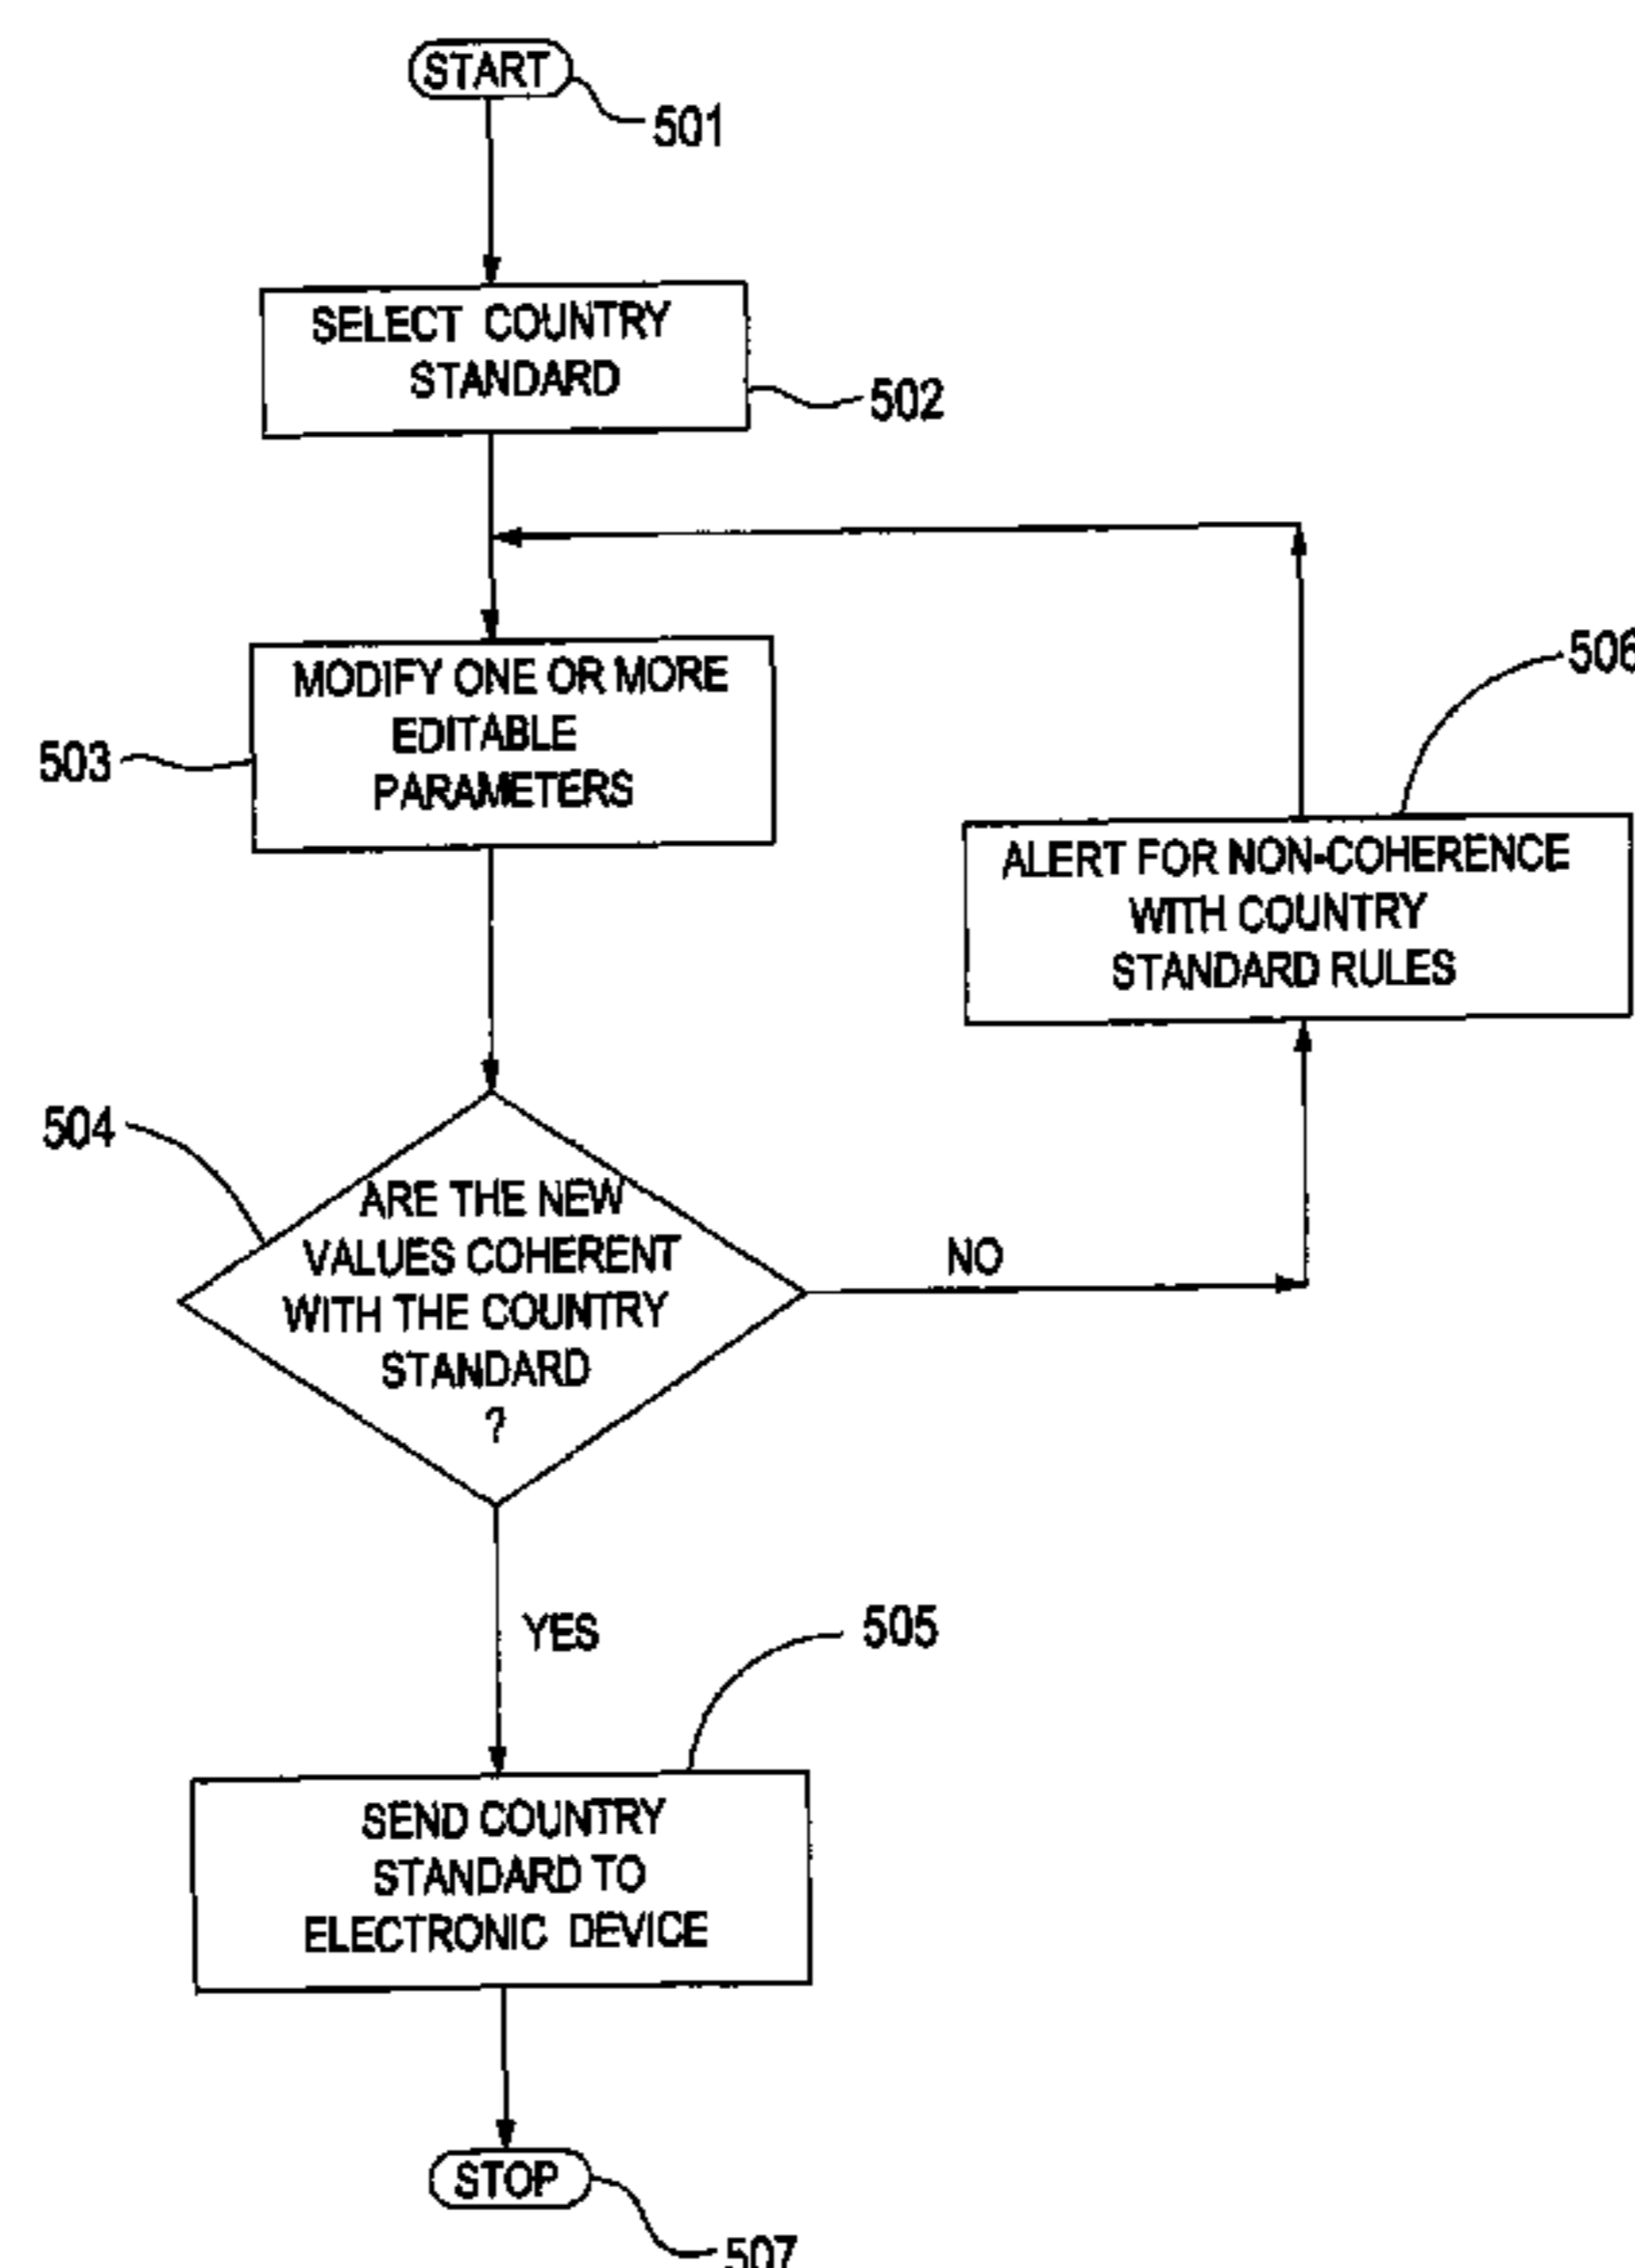 START
501
SELECT COUNTRY
STANDARD
502
MODIFY ONE OR MORE
EDITABLE
PARAMETERS
503
506
ALERT FOR NON-COHERENCE
WITH COUNTRY
STANDARD RULES
504
ARE THE NEW
VALUES COHERENT
WITH THE COUNTRY
STANDARD
?
NO
YES
505
SEND COUNTRY
STANDARD TO
ELECTRONIC DEVICE
STOP
507